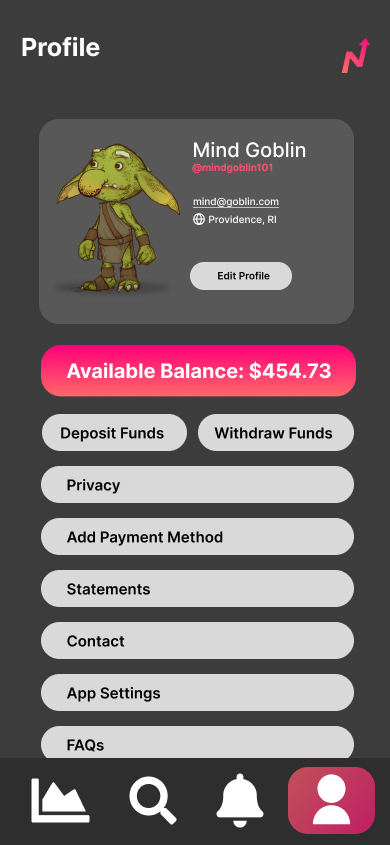 Profile
Mind Goblin
@mindgoblin101
mind@goblin.com
Providence, RI
Edit Profile
Available Balance: $454.73
Deposit Funds
Withdraw Funds
Privacy
Add Payment Method
Statements
Contact
App Settings
FAQs